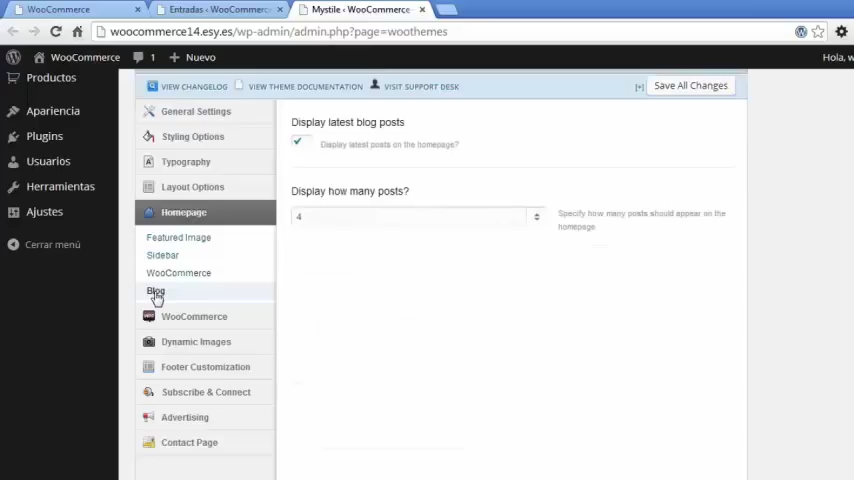 WooCommerce
Entradas ‹ WooCommerce
Mystile ‹ WooCommerce
woocommerce14.esy.es/wp-admin/admin.php?page=woothemes
WooCommerce 1 + Nuevo
Hola, w
Productos
Apariencia
Plugins
Usuarios
Herramientas
Ajustes
Cerrar menú
VIEW CHANGELOG VIEW THEME DOCUMENTATION VISIT SUPPORT DESK
[+] Save All Changes
General Settings
Styling Options
Typography
Layout Options
Homepage
Featured Image
Sidebar
WooCommerce
Blog
WooCommerce
Dynamic Images
Footer Customization
Subscribe & Connect
Advertising
Contact Page
Display latest blog posts
Display latest posts on the homepage?
Display how many posts?
4
Specify how many posts should appear on the
homepage